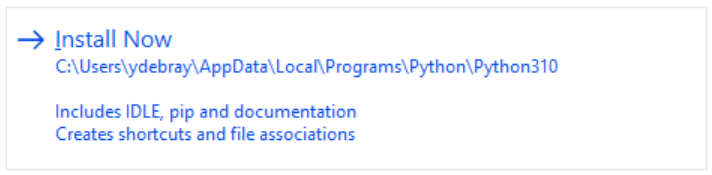 Install Now
C:\Users\ydebray\AppData\Local\Programs\Python\Python310
Includes IDLE, pip and documentation
Creates shortcuts and file associations